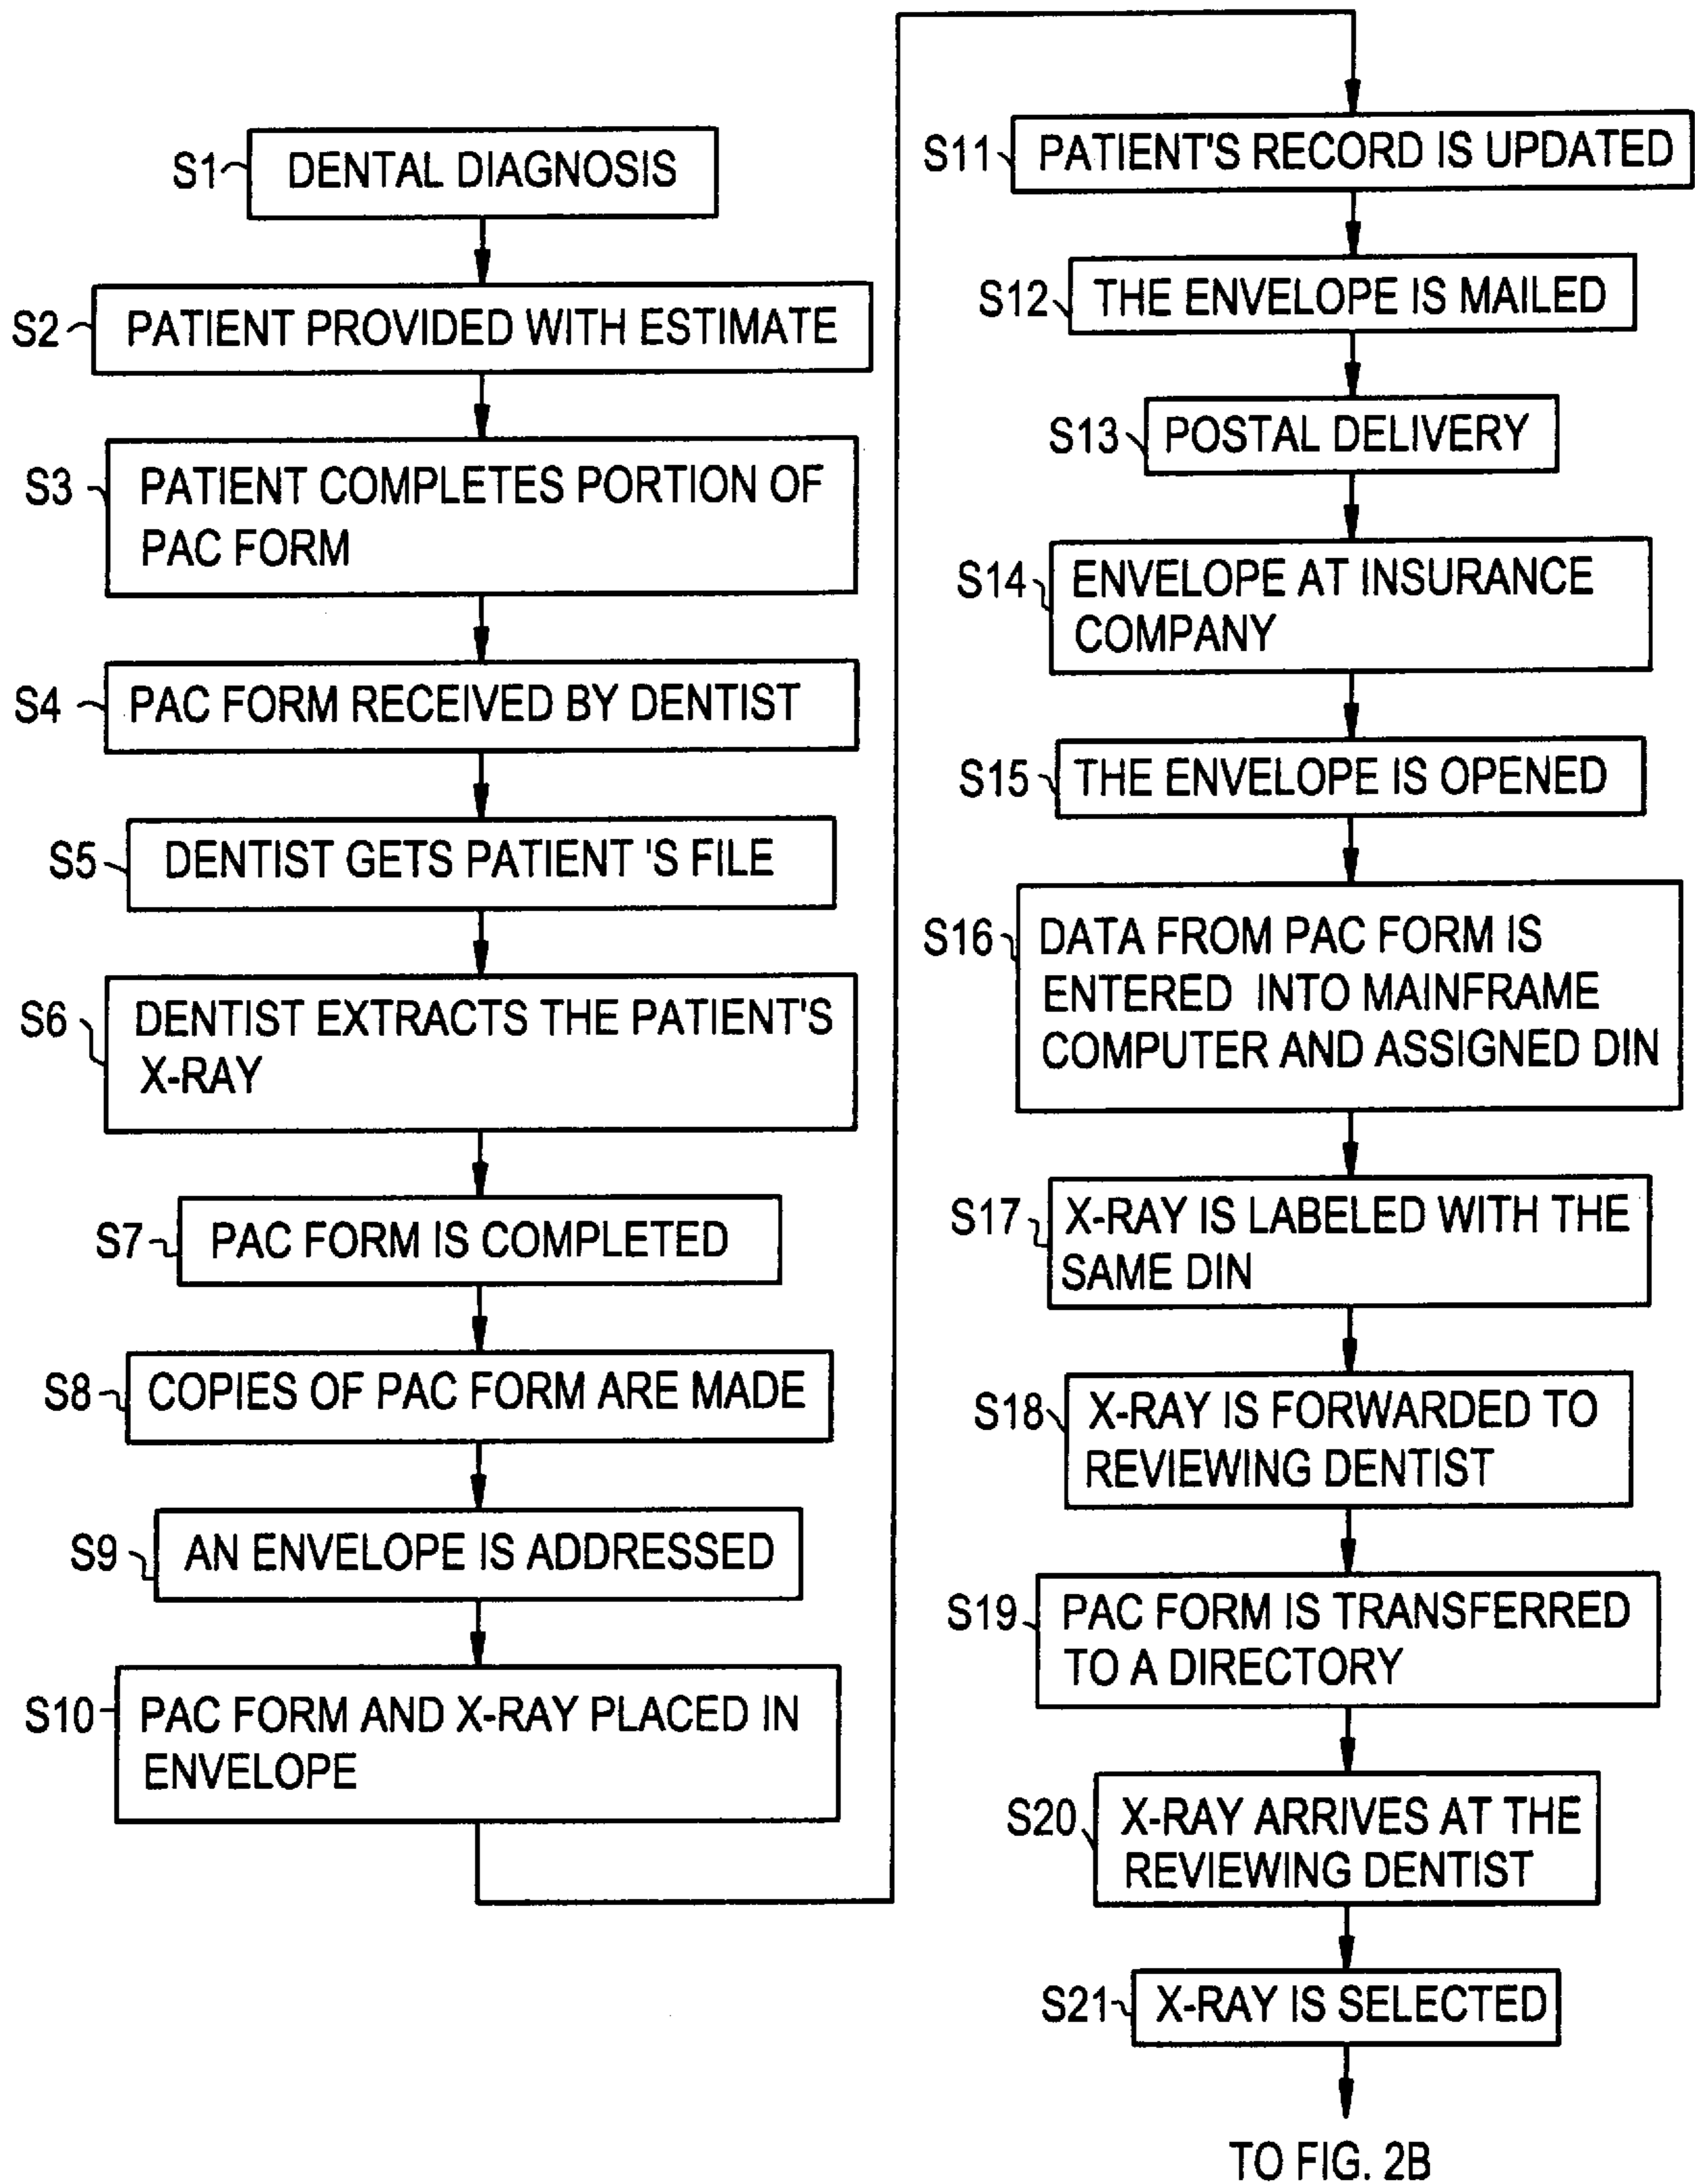 S1 DENTAL DIAGNOSIS
S2 PATIENT PROVIDED WITH ESTIMATE
S3 PATIENT COMPLETES PORTION OF
PAC FORM
S4 PAC FORM RECEIVED BY DENTIST
S5 DENTIST GETS PATIENT 'S FILE
S6 DENTIST EXTRACTS THE PATIENT'S
X-RAY
S7 PAC FORM IS COMPLETED
S8 COPIES OF PAC FORM ARE MADE
S9 AN ENVELOPE IS ADDRESSED
S10 PAC FORM AND X-RAY PLACED IN
ENVELOPE
S11 PATIENT'S RECORD IS UPDATED
S12 THE ENVELOPE IS MAILED
S13 POSTAL DELIVERY
S14 ENVELOPE AT INSURANCE
COMPANY
S15 THE ENVELOPE IS OPENED
S16 DATA FROM PAC FORM IS
ENTERED INTO MAINFRAME
COMPUTER AND ASSIGNED DIN
S17 X-RAY IS LABELED WITH THE
SAME DIN
S18 X-RAY IS FORWARDED TO
REVIEWING DENTIST
S19 PAC FORM IS TRANSFERRED
TO A DIRECTORY
S20 X-RAY ARRIVES AT THE
REVIEWING DENTIST
S21 X-RAY IS SELECTED
TO FIG. 2B